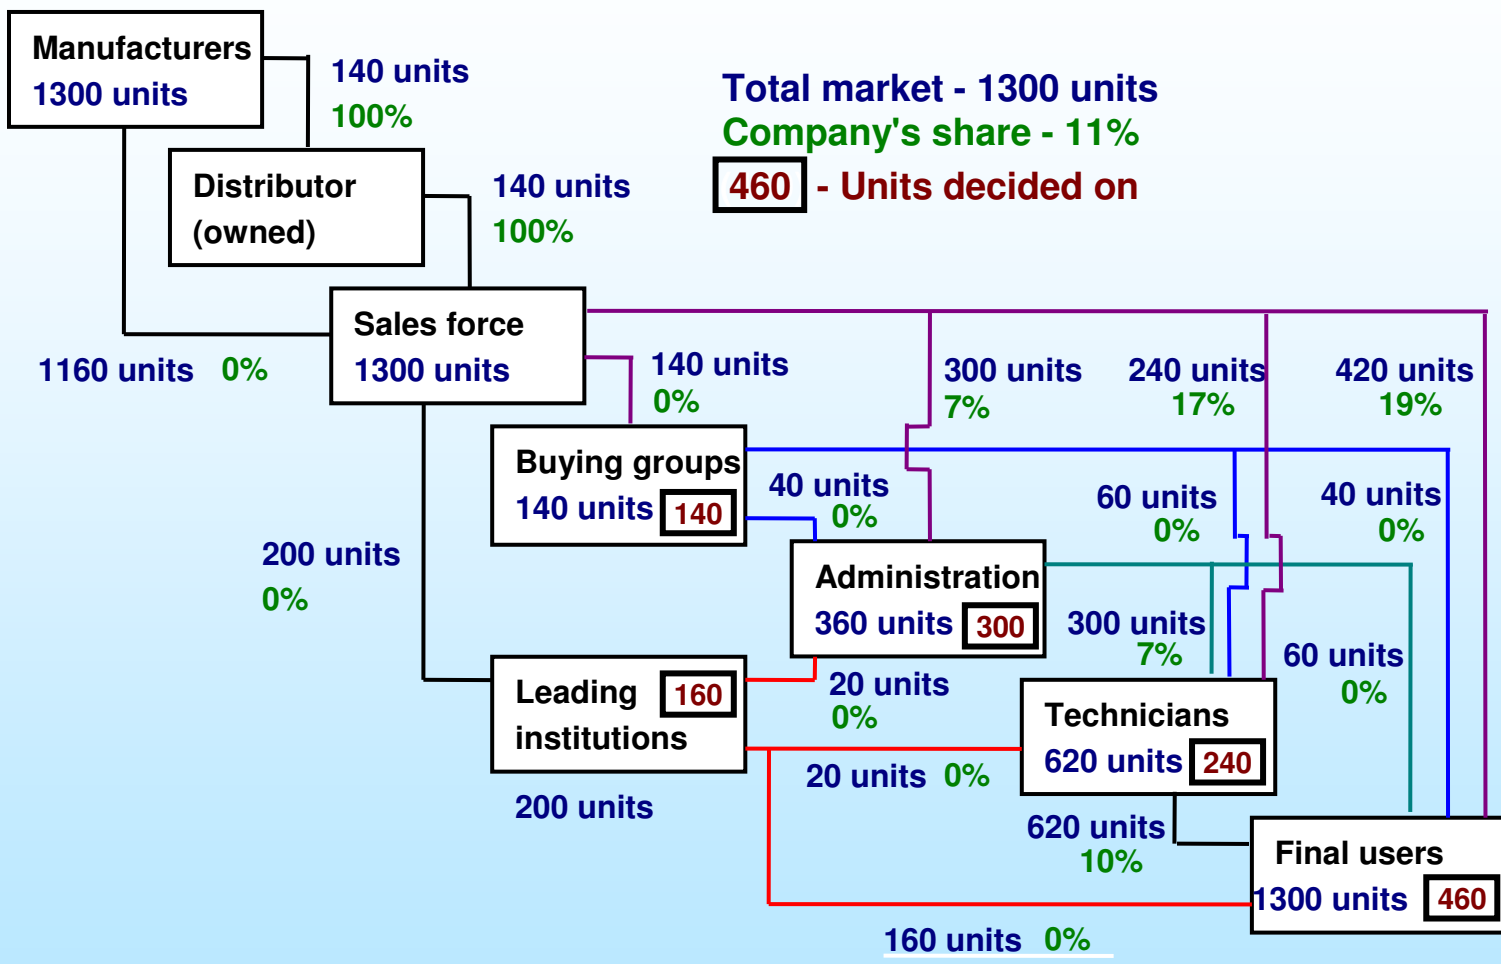 Manufacturers
1300 units
140 units
100%
Total market - 1300 units
Company's share - 11%
460 - Units decided on
Distributor
(owned)
140 units
100%
Sales force
1300 units
1160 units 0%
140 units
0%
300 units
7%
240 units
17%
420 units
19%
Buying groups
140 units 140
40 units
0%
60 units
0%
40 units
0%
200 units
0%
Administration
360 units 300
300 units
7%
60 units
0%
Leading 160
institutions
200 units
20 units
0%
Technicians
620 units 240
20 units 0%
620 units
10%
Final users
1300 units 460
160 units 0%